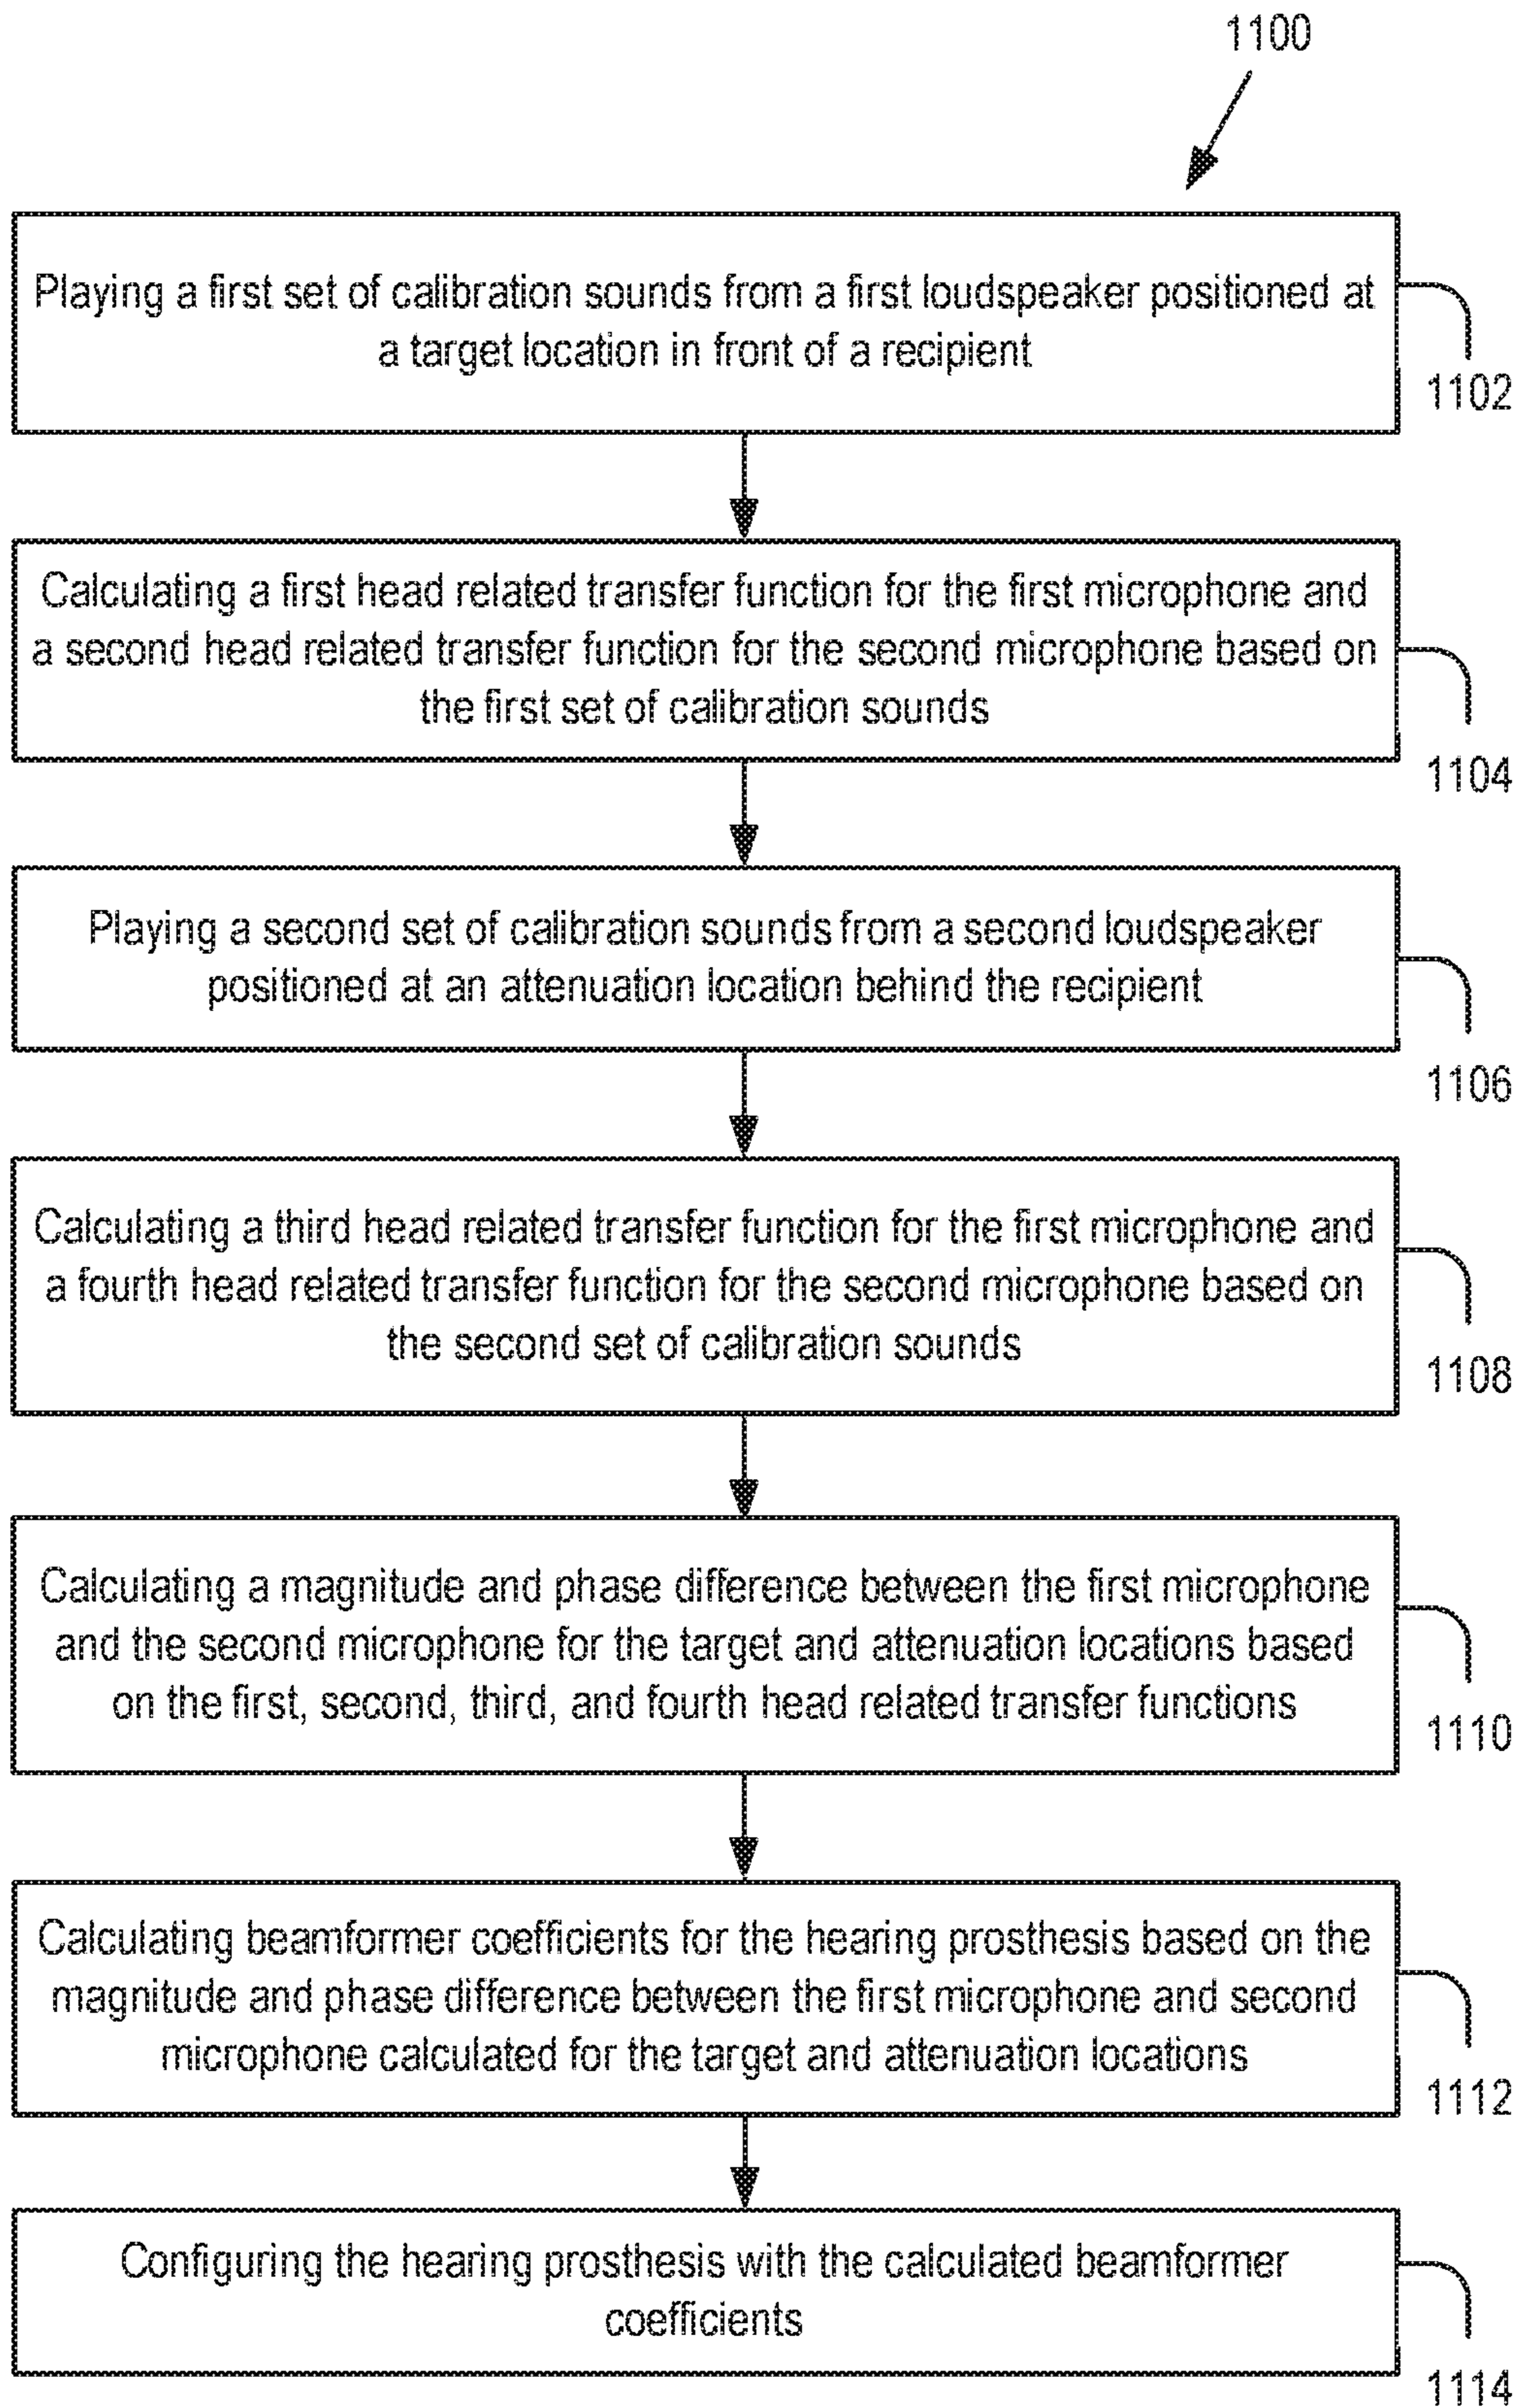 1100
Playing a first set of calibration sounds from a first loudspeaker positioned at
a target location in front of a recipient
1102
Calculating a first head related transfer function for the first microphone and
a second head related transfer function for the second microphone based on
the first set of calibration sounds
1104
Playing a second set of calibration sounds from a second loudspeaker
positioned at an attenuation location behind the recipient
1106
Calculating a third head related transfer function for the first microphone and
a fourth head related transfer function for the second microphone based on
the second set of calibration sounds
1108
Calculating a magnitude and phase difference between the first microphone
and the second microphone for the target and attenuation locations based
on the first, second, third, and fourth head related transfer functions
1110
Calculating beamformer coefficients for the hearing prosthesis based on the
magnitude and phase difference between the first microphone and second
microphone calculated for the target and attenuation locations
1112
Configuring the hearing prosthesis with the calculated beamformer
coefficients
1114